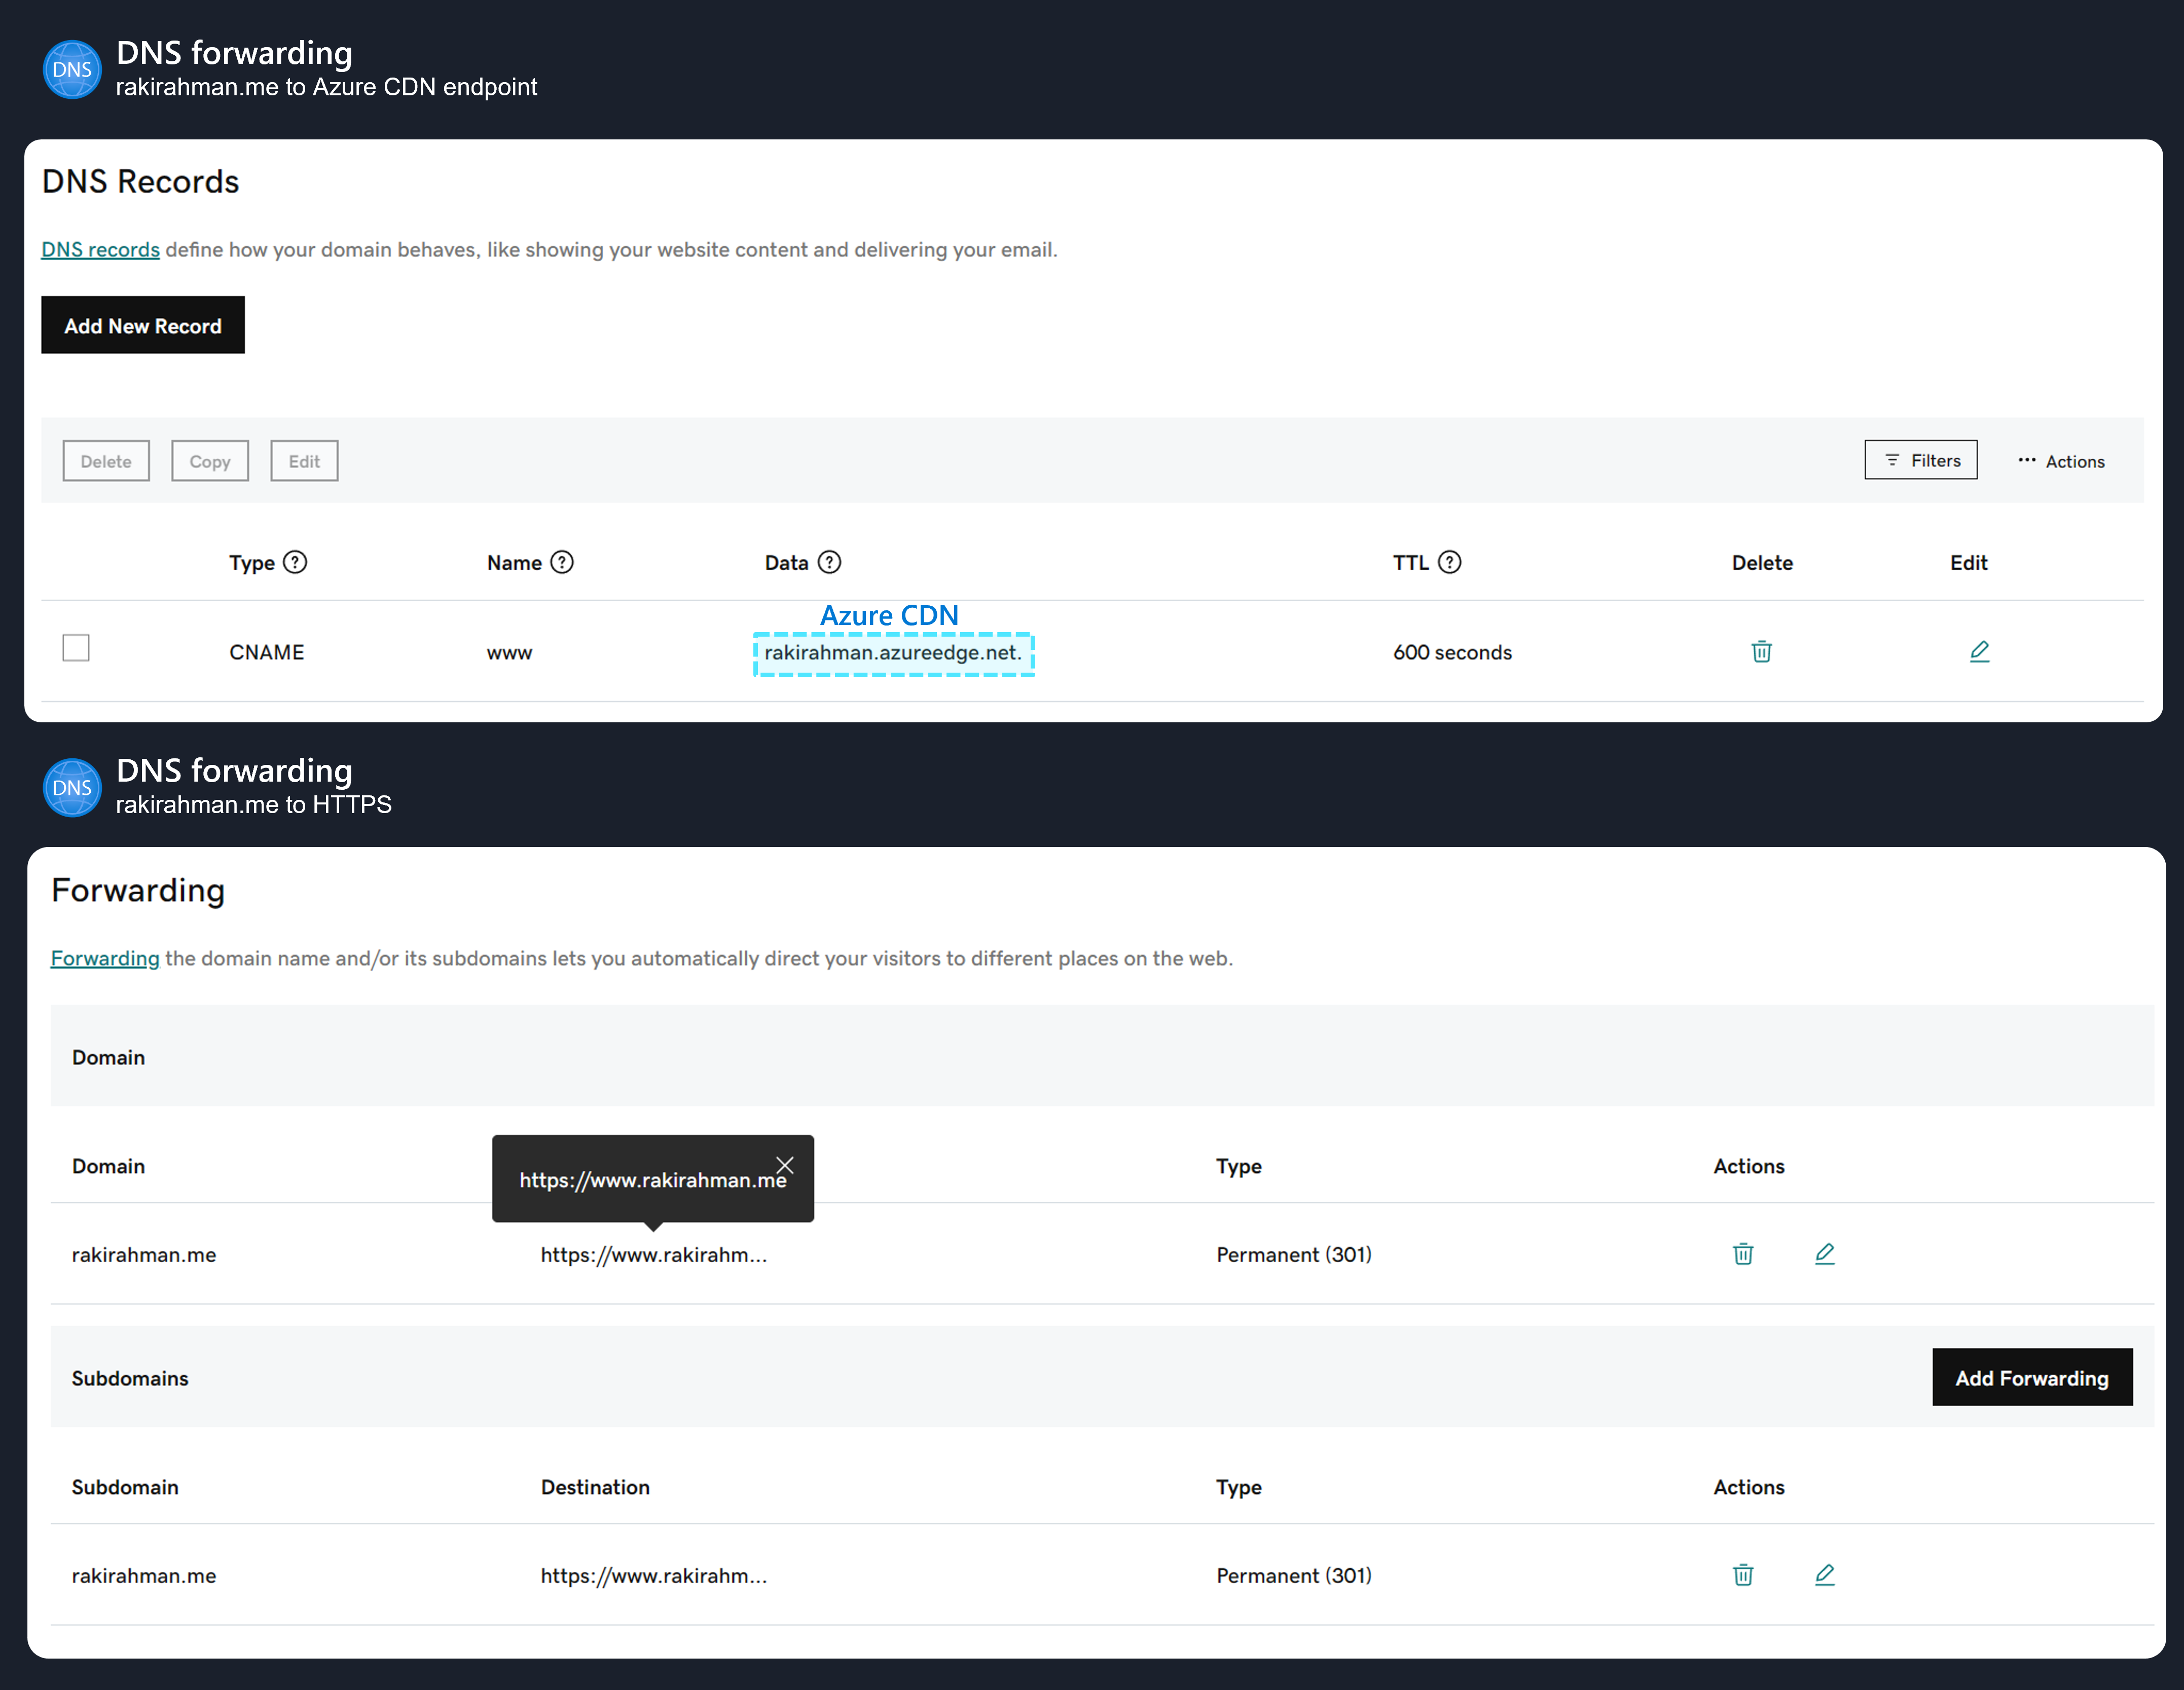 DNS
DNS forwarding
rakirahman.me to Azure CDN endpoint
DNS Records
DNS records define how your domain behaves, like showing your website content and delivering your email.
Add New Record
Delete Copy Edit Filters ··· Actions
Type ? Name ? Data ? TTL ? Delete Edit
Azure CDN
CNAME www rakirahman.azureedge.net. 600 seconds
DNS
DNS forwarding
rakirahman.me to HTTPS
Forwarding
Forwarding the domain name and/or its subdomains lets you automatically direct your visitors to different places on the web.
Domain
Domain Type Actions
https://www.rakirahman.me
rakirahman.me https://www.rakirahm... Permanent (301)
Subdomains Add Forwarding
Subdomain Destination Type Actions
rakirahman.me https://www.rakirahm... Permanent (301)